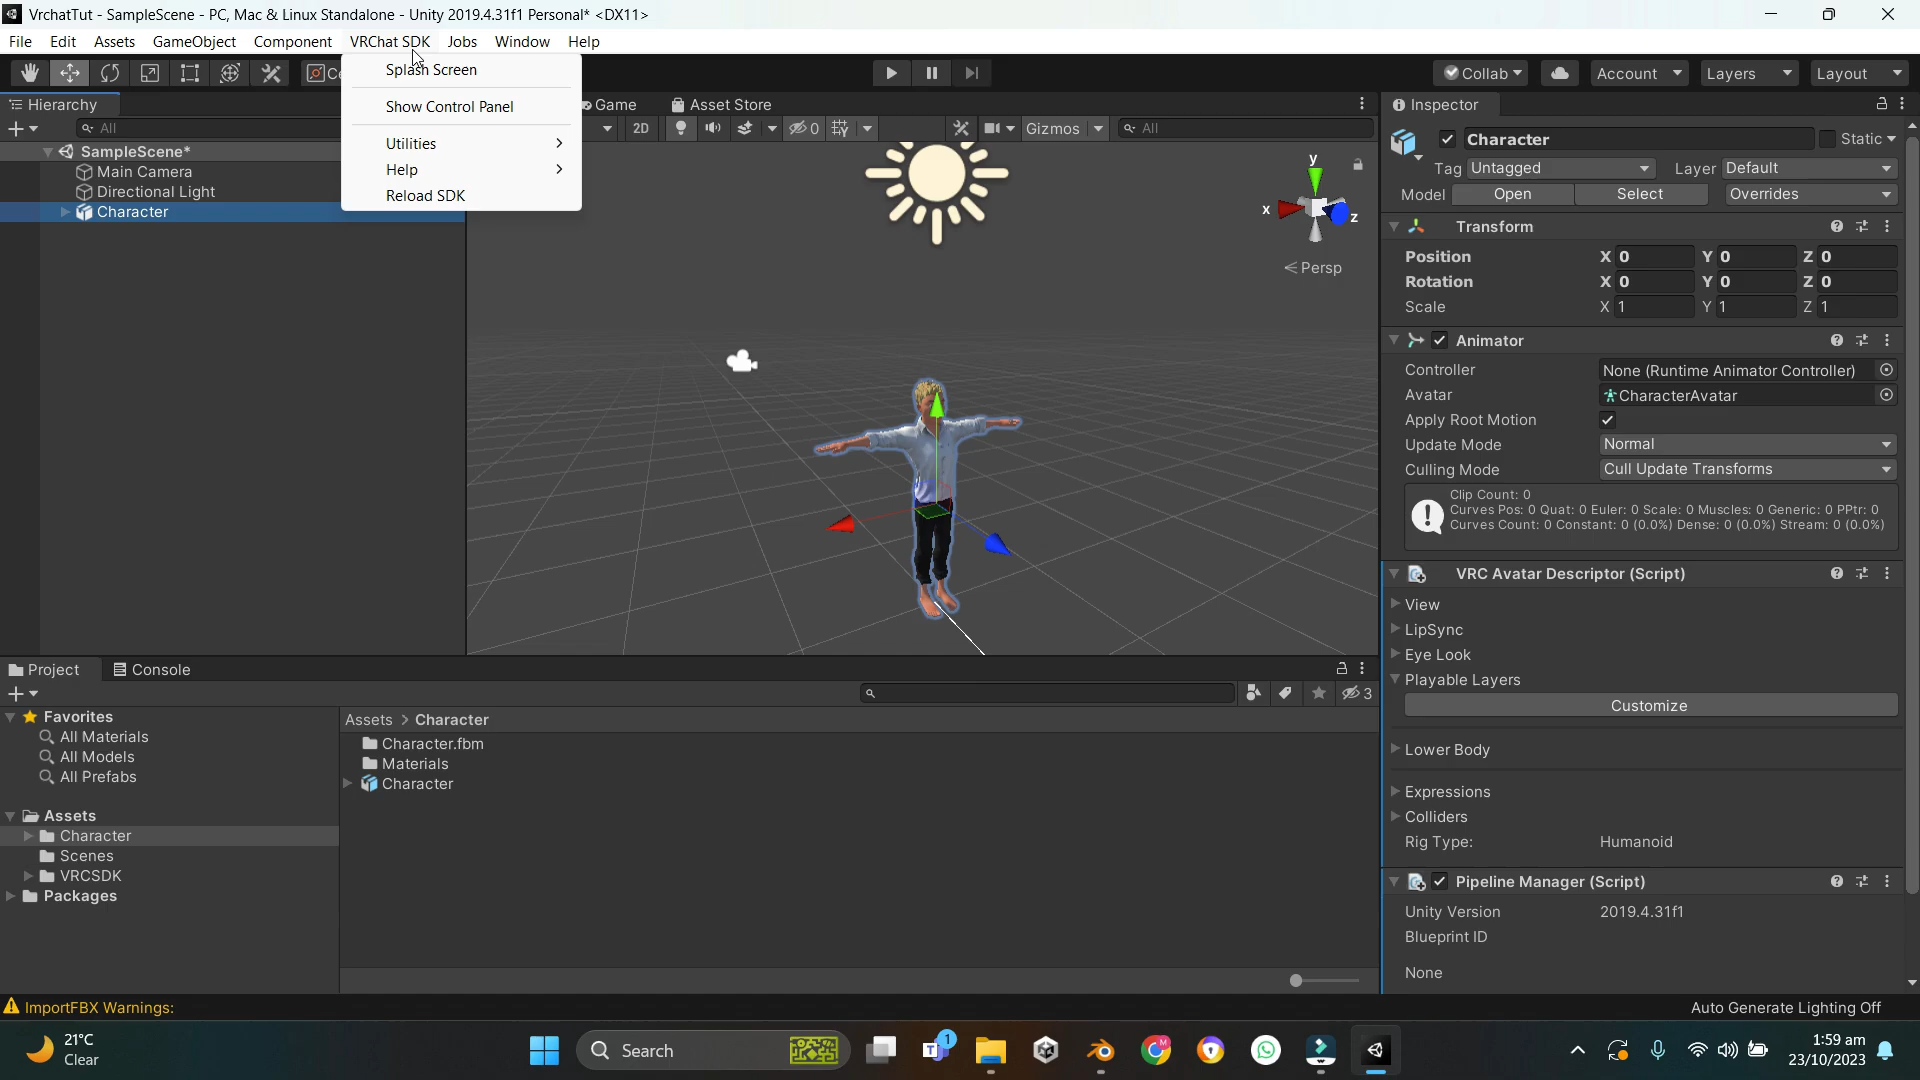 VrchatTut - SampleScene - PC, Mac & Linux Standalone - Unity 2019.4.31f1 Personal* <DX11>
File Edit Assets GameObject Component VRChat SDK Jobs Window Help
Splash Screen
Show Control Panel
Utilities
Help
Reload SDK
Collab Account Layers Layout
Hierarchy
All
SampleScene*
Main Camera
Directional Light
Character
Game Asset Store
2D 0 Gizmos All
y
x z
Persp
Inspector
Character Static
Tag Untagged Layer Default
Model Open Select Overrides
Transform
Position X 0 Y 0 Z 0
Rotation X 0 Y 0 Z 0
Scale X 1 Y 1 Z 1
Animator
Controller None (Runtime Animator Controller)
Avatar CharacterAvatar
Apply Root Motion
Update Mode Normal
Culling Mode Cull Update Transforms
Clip Count: 0
Curves Pos: 0 Quat: 0 Euler: 0 Scale: 0 Muscles: 0 Generic: 0 PPtr: 0
Curves Count: 0 Constant: 0 (0.0%) Dense: 0 (0.0%) Stream: 0 (0.0%)
VRC Avatar Descriptor (Script)
View
LipSync
Eye Look
Playable Layers
Customize
Lower Body
Expressions
Colliders
Rig Type: Humanoid
Pipeline Manager (Script)
Unity Version 2019.4.31f1
Blueprint ID
None
Project Console
3
Favorites
All Materials
All Models
All Prefabs
Assets
Character
Scenes
VRCSDK
Packages
Assets > Character
Character.fbm
Materials
Character
ImportFBX Warnings:
Auto Generate Lighting Off
21°C
Clear
Search
1
1:59 am
23/10/2023